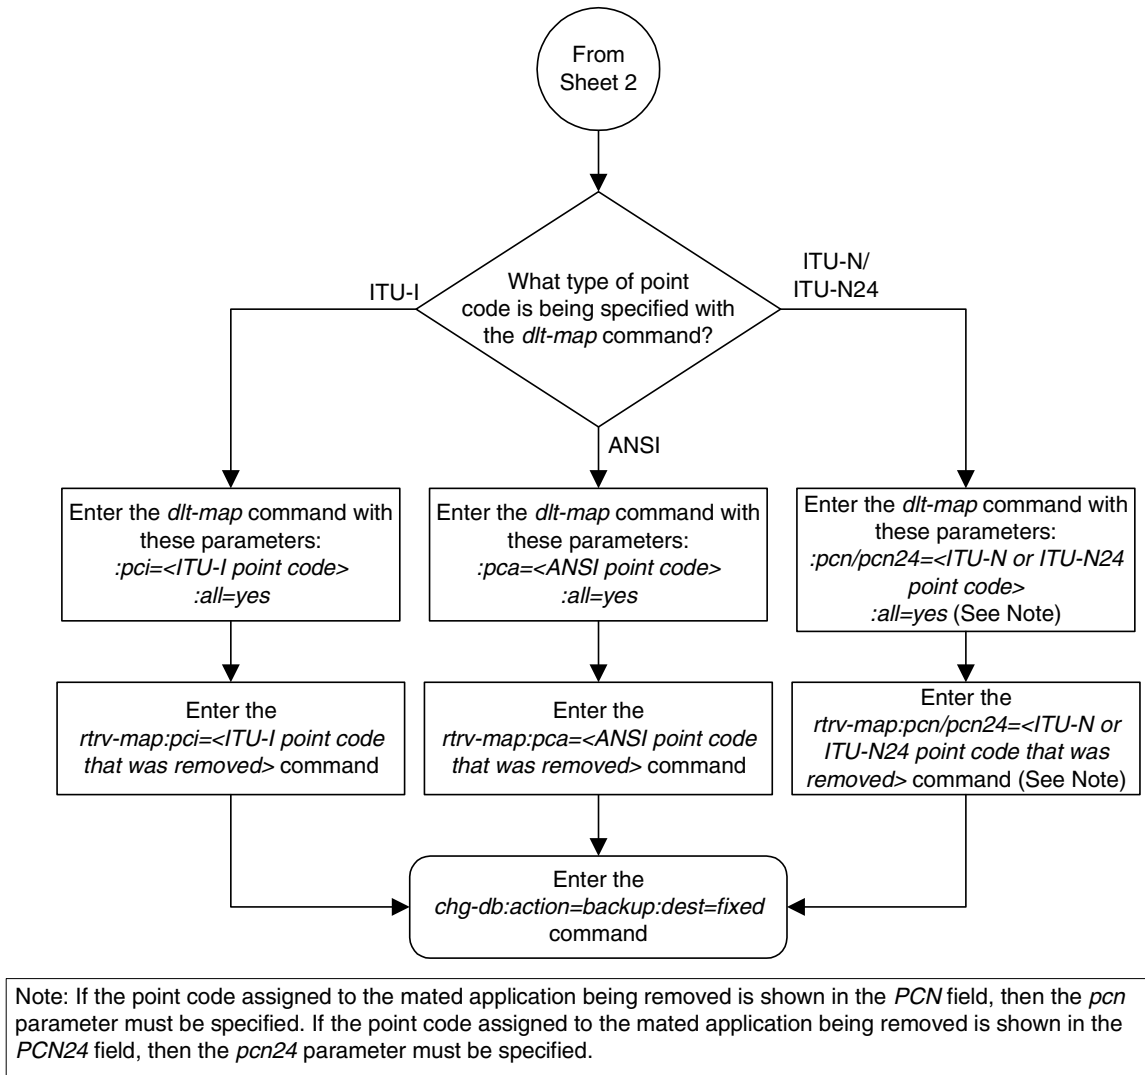 From
Sheet 2
What type of point
code is being specified with
the dlt-map command?
ITU-I
ITU-N/
ITU-N24
ANSI
Enter the dlt-map command with
these parameters:
:pci=<ITU-I point code>
:all=yes
Enter the dlt-map command with
these parameters:
:pca=<ANSI point code>
:all=yes
Enter the dlt-map command with
these parameters:
:pcn/pcn24=<ITU-N or ITU-N24
point code>
:all=yes (See Note)
Enter the
rtrv-map:pci=<ITU-I point code
that was removed> command
Enter the
rtrv-map:pca=<ANSI point code
that was removed> command
Enter the
rtrv-map:pcn/pcn24=<ITU-N or
ITU-N24 point code that was
removed> command (See Note)
Enter the
chg-db:action=backup:dest=fixed
command
Note: If the point code assigned to the mated application being removed is shown in the PCN field, then the pcn
parameter must be specified. If the point code assigned to the mated application being removed is shown in the
PCN24 field, then the pcn24 parameter must be specified.